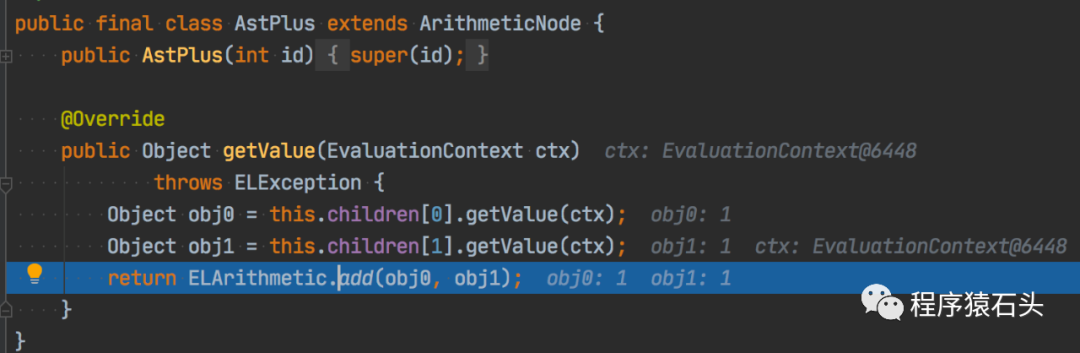 public final class AstPlus extends ArithmeticNode {
public AstPlus(int id) { super(id); }
@Override
public Object getValue(EvaluationContext ctx) ctx: EvaluationContext@6448
throws ELException {
Object obj0 = this.children[0].getValue(ctx); obj0: 1
Object obj1 = this.children[1].getValue(ctx); obj1: 1 ctx: EvaluationContext@6448
return ELArithmetic.add(obj0, obj1); obj0: 1 obj1: 1
}
程序猿石头
}